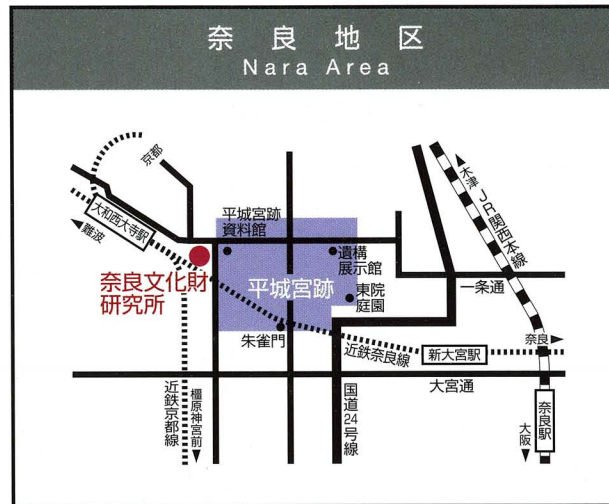 奈良地区
Nara Area
京都
木津
JR関西本線
大和西大寺駅
難波
平城宮跡
資料館
遺構
展示館
奈良文化財
研究所
平城宮跡
東院
庭園
一条通
朱雀門
近鉄奈良線
新大宮駅
奈良
大宮通
近鉄京都線
橿原神宮前
国道24号線
大阪
奈良駅